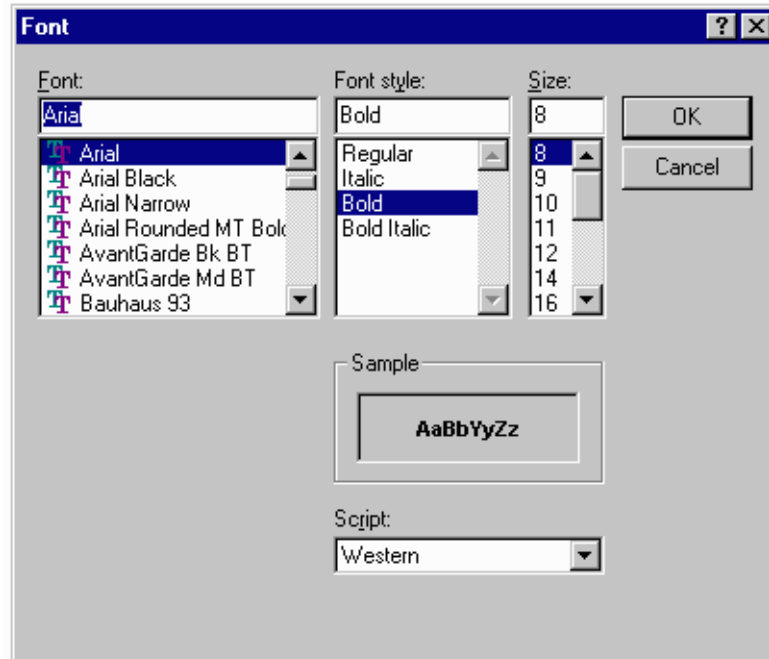 Font
Font: Font style: Size:
Arial Bold 8 OK
Arial Regular 8 Cancel
Arial Black Italic 9
Arial Narrow Bold 10
Arial Rounded MT Bold Bold Italic 11
AvantGarde Bk BT 12
AvantGarde Md BT 14
Bauhaus 93 16
Sample
AaBbYyZz
Script:
Western